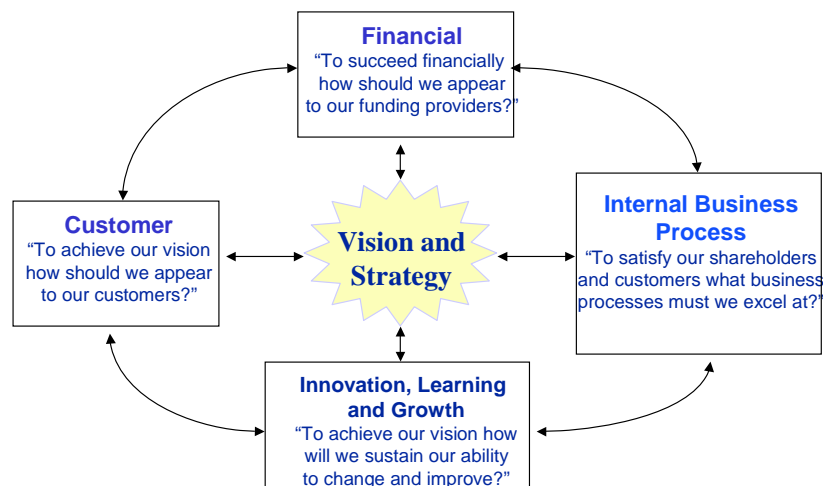 Financial
“To succeed financially
how should we appear
to our funding providers?”
Customer
“To achieve our vision
how should we appear
to our customers?”
Vision and
Strategy
Internal Business
Process
“To satisfy our shareholders
and customers what business
processes must we excel at?”
Innovation, Learning
and Growth
“To achieve our vision how
will we sustain our ability
to change and improve?”